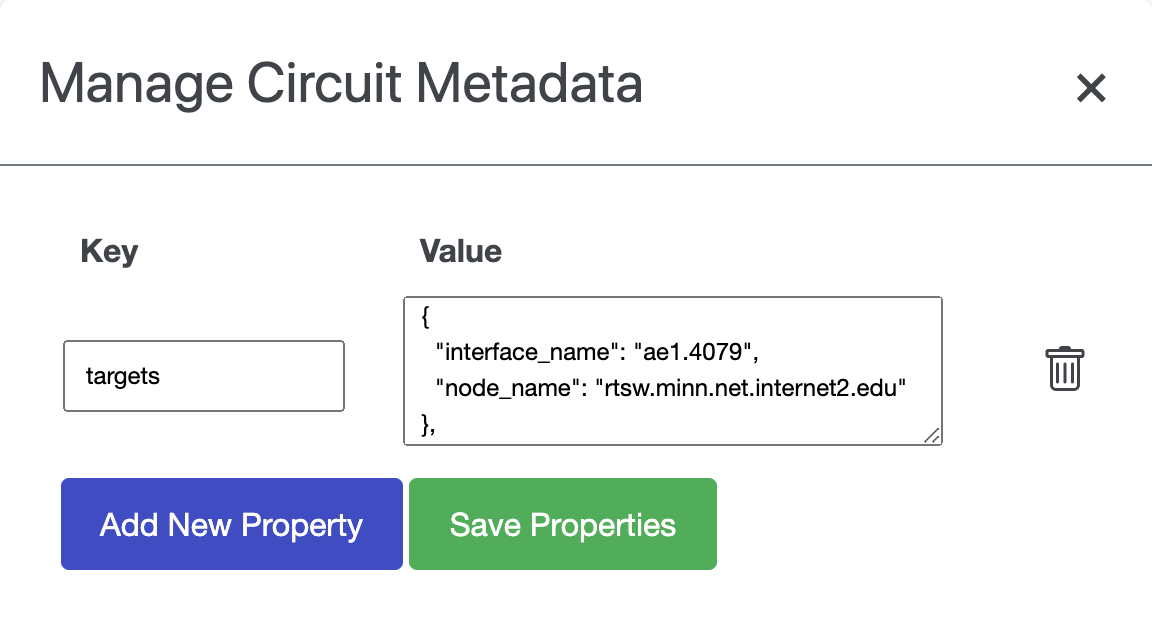 Manage Circuit Metadata
Key Value
{
"interface_name": "ae1.4079",
targets
"node_name": "rtsw.minn.net.internet2.edu"
},
Add New Property Save Properties